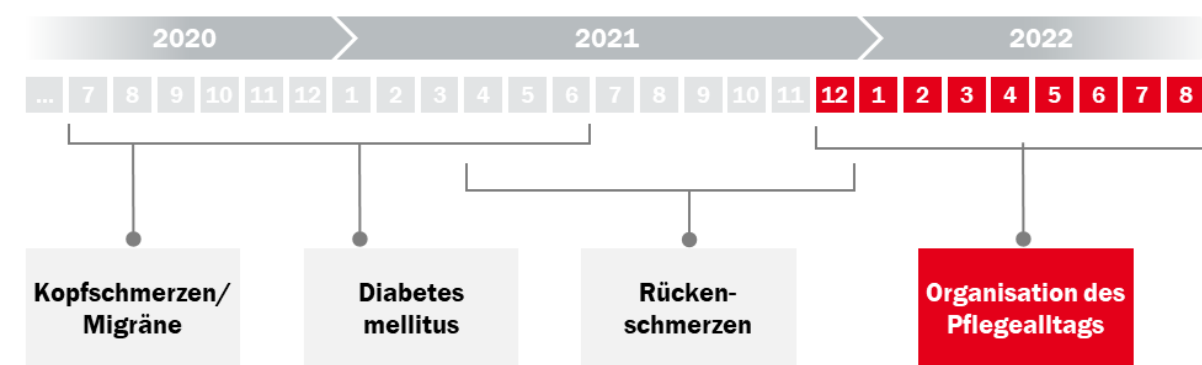 2020 2021 2022
... 7 8 9 10 11 12 1 2 3 4 5 6 7 8 9 10 11 12 1 2 3 4 5 6 7 8
Kopfschmerzen/
Migräne
Diabetes
mellitus
Rücken-
schmerzen
Organisation des
Pflegealltags